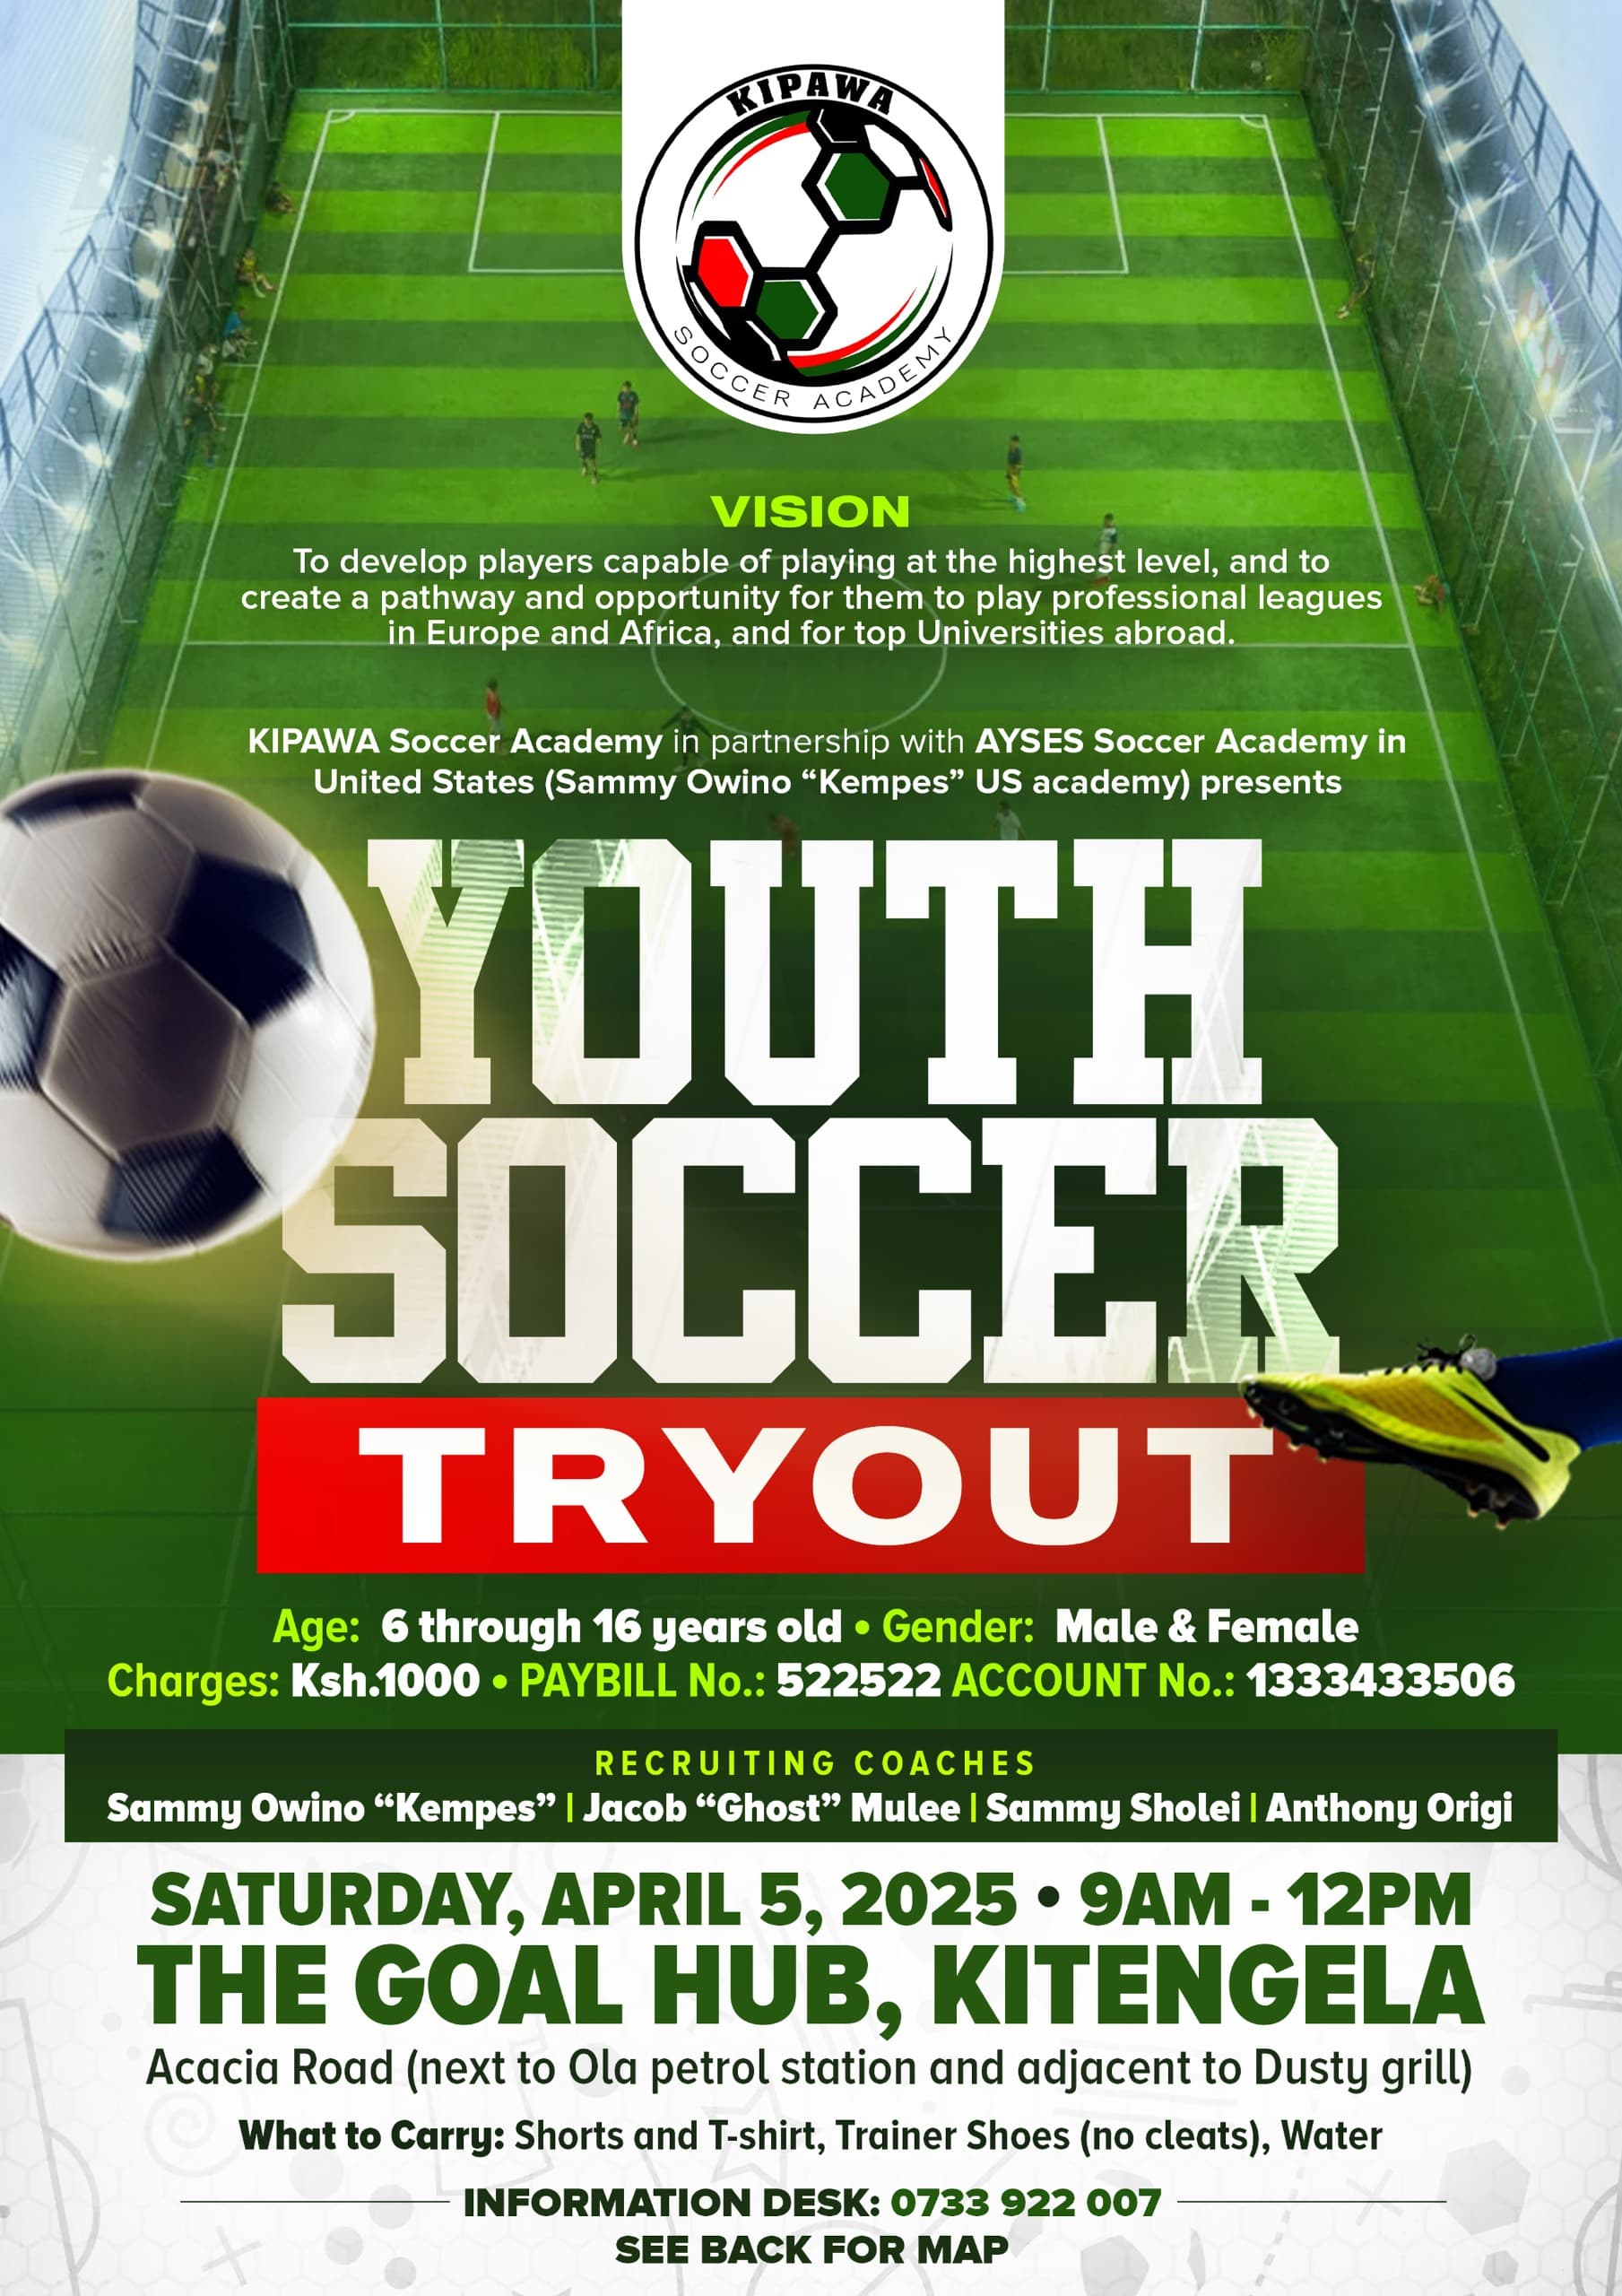 KIPAWA
SOCCER ACADEMY
VISION
To develop players capable of playing at the highest level, and to
create a pathway and opportunity for them to play professional leagues
in Europe and Africa, and for top Universities abroad.
KIPAWA Soccer Academy in partnership with AYSES Soccer Academy in
United States (Sammy Owino “Kempes” US academy) presents
YOUTH
SOCCER
TRYOUT
Age: 6 through 16 years old • Gender: Male & Female
Charges: Ksh.1000 • PAYBILL No.: 522522 ACCOUNT No.: 1333433506
RECRUITING COACHES
Sammy Owino “Kempes” | Jacob “Ghost” Mulee | Sammy Sholei | Anthony Origi
SATURDAY, APRIL 5, 2025 • 9AM - 12PM
THE GOAL HUB, KITENGELA
Acacia Road (next to Ola petrol station and adjacent to Dusty grill)
What to Carry: Shorts and T-shirt, Trainer Shoes (no cleats), Water
INFORMATION DESK: 0733 922 007
SEE BACK FOR MAP